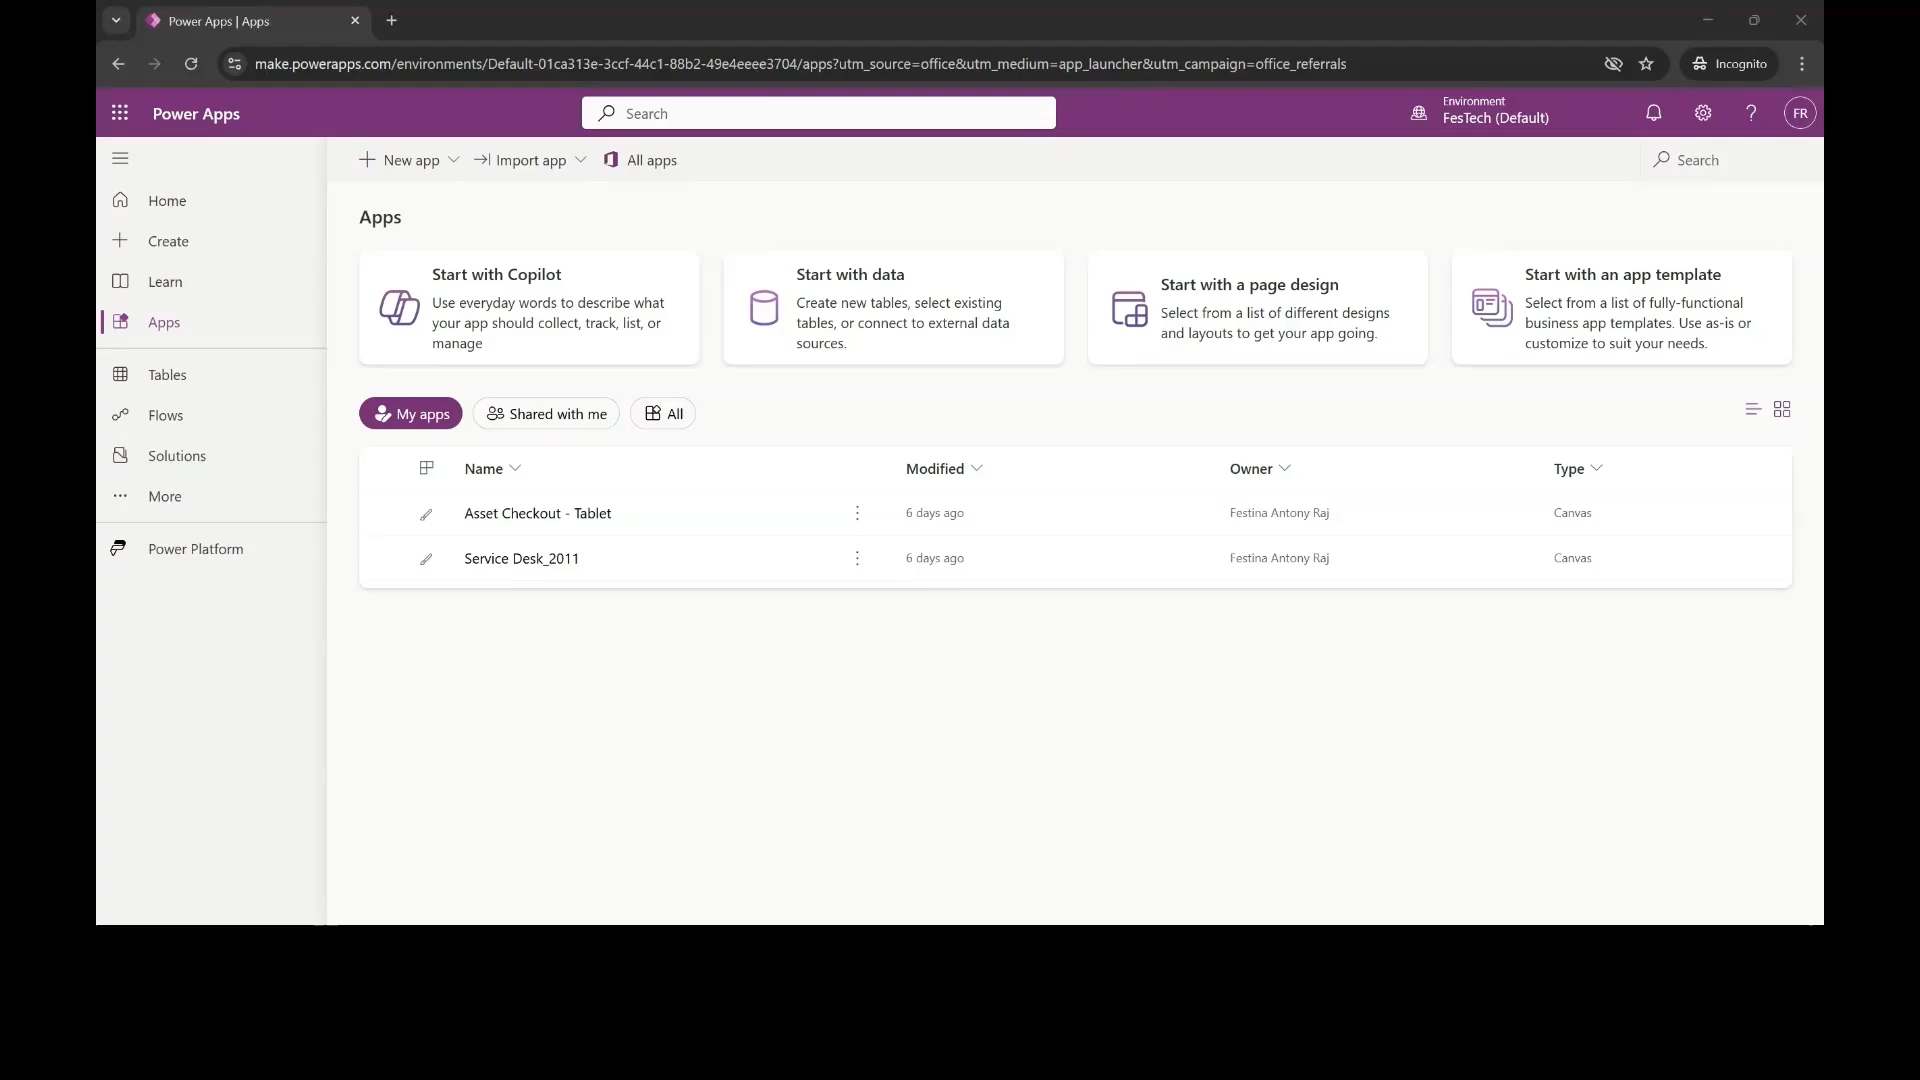 Power Apps | Apps
make.powerapps.com/environments/Default-01ca313e-3ccf-44c1-88b2-49e4eeee3704/apps?utm_source=office&utm_medium=app_launcher&utm_campaign=office_referrals
Incognito
Power Apps
Search
Environment
FesTech (Default)
FR
New app
Import app
All apps
Search
Home
Create
Learn
Apps
Tables
Flows
Solutions
More
Power Platform
Apps
Start with Copilot
Use everyday words to describe what
your app should collect, track, list, or
manage
Start with data
Create new tables, select existing
tables, or connect to external data
sources.
Start with a page design
Select from a list of different designs
and layouts to get your app going.
Start with an app template
Select from a list of fully-functional
business app templates. Use as-is or
customize to suit your needs.
My apps
Shared with me
All
Name Modified Owner Type
Asset Checkout - Tablet 6 days ago Festina Antony Raj Canvas
Service Desk_2011 6 days ago Festina Antony Raj Canvas